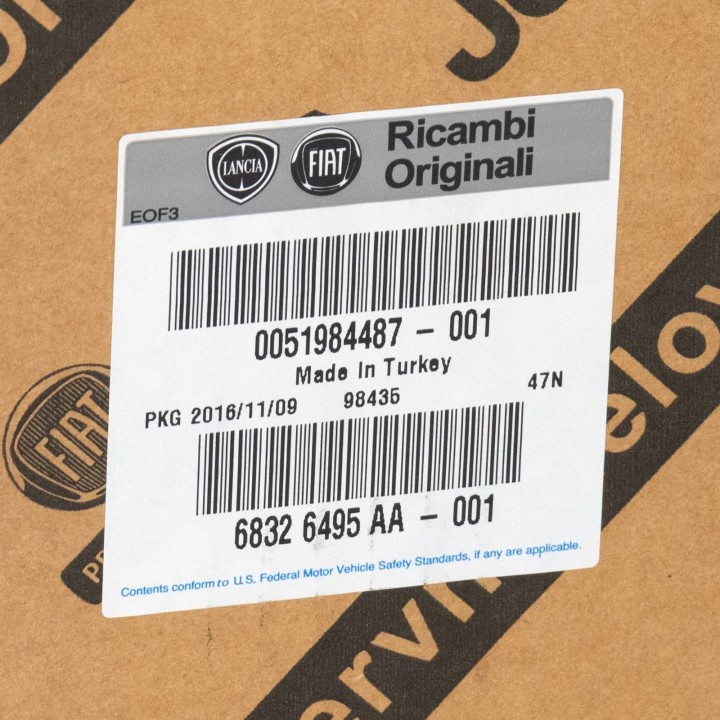 LANCIA
FIAT
Ricambi
Originali
EOF3
0051984487 - 001
Made In Turkey
PKG 2016/11/09
98435
47N
6832 6495 AA - 001
Contents conform to U.S. Federal Motor Vehicle Safety Standards, if any are applicable.
FIAT